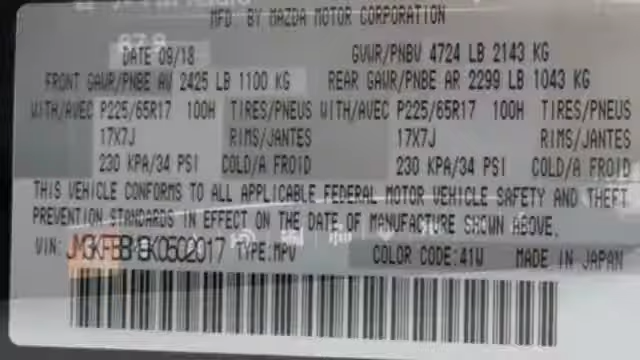 MFD BY MAZDA MOTOR CORPORATION
DATE 09/18 GVWR/PNBV 4724 LB 2143 KG
FRONT GAWR/PNBE AV 2425 LB 1100 KG REAR GAWR/PNBE AR 2299 LB 1043 KG
WITH/AVEC P225/65R17 100H TIRES/PNEUS WITH/AVEC P225/65R17 100H TIRES/PNEUS
17X7J RIMS/JANTES 17X7J RIMS/JANTES
230 KPA/34 PSI COLD/A FROID 230 KPA/34 PSI COLD/A FROID
THIS VEHICLE CONFORMS TO ALL APPLICABLE FEDERAL MOTOR VEHICLE SAFETY AND THEFT
PREVENTION STANDARDS IN EFFECT ON THE DATE OF MANUFACTURE SHOWN ABOVE.
VIN: TYPE:MPV COLOR CODE:41W MADE IN JAPAN